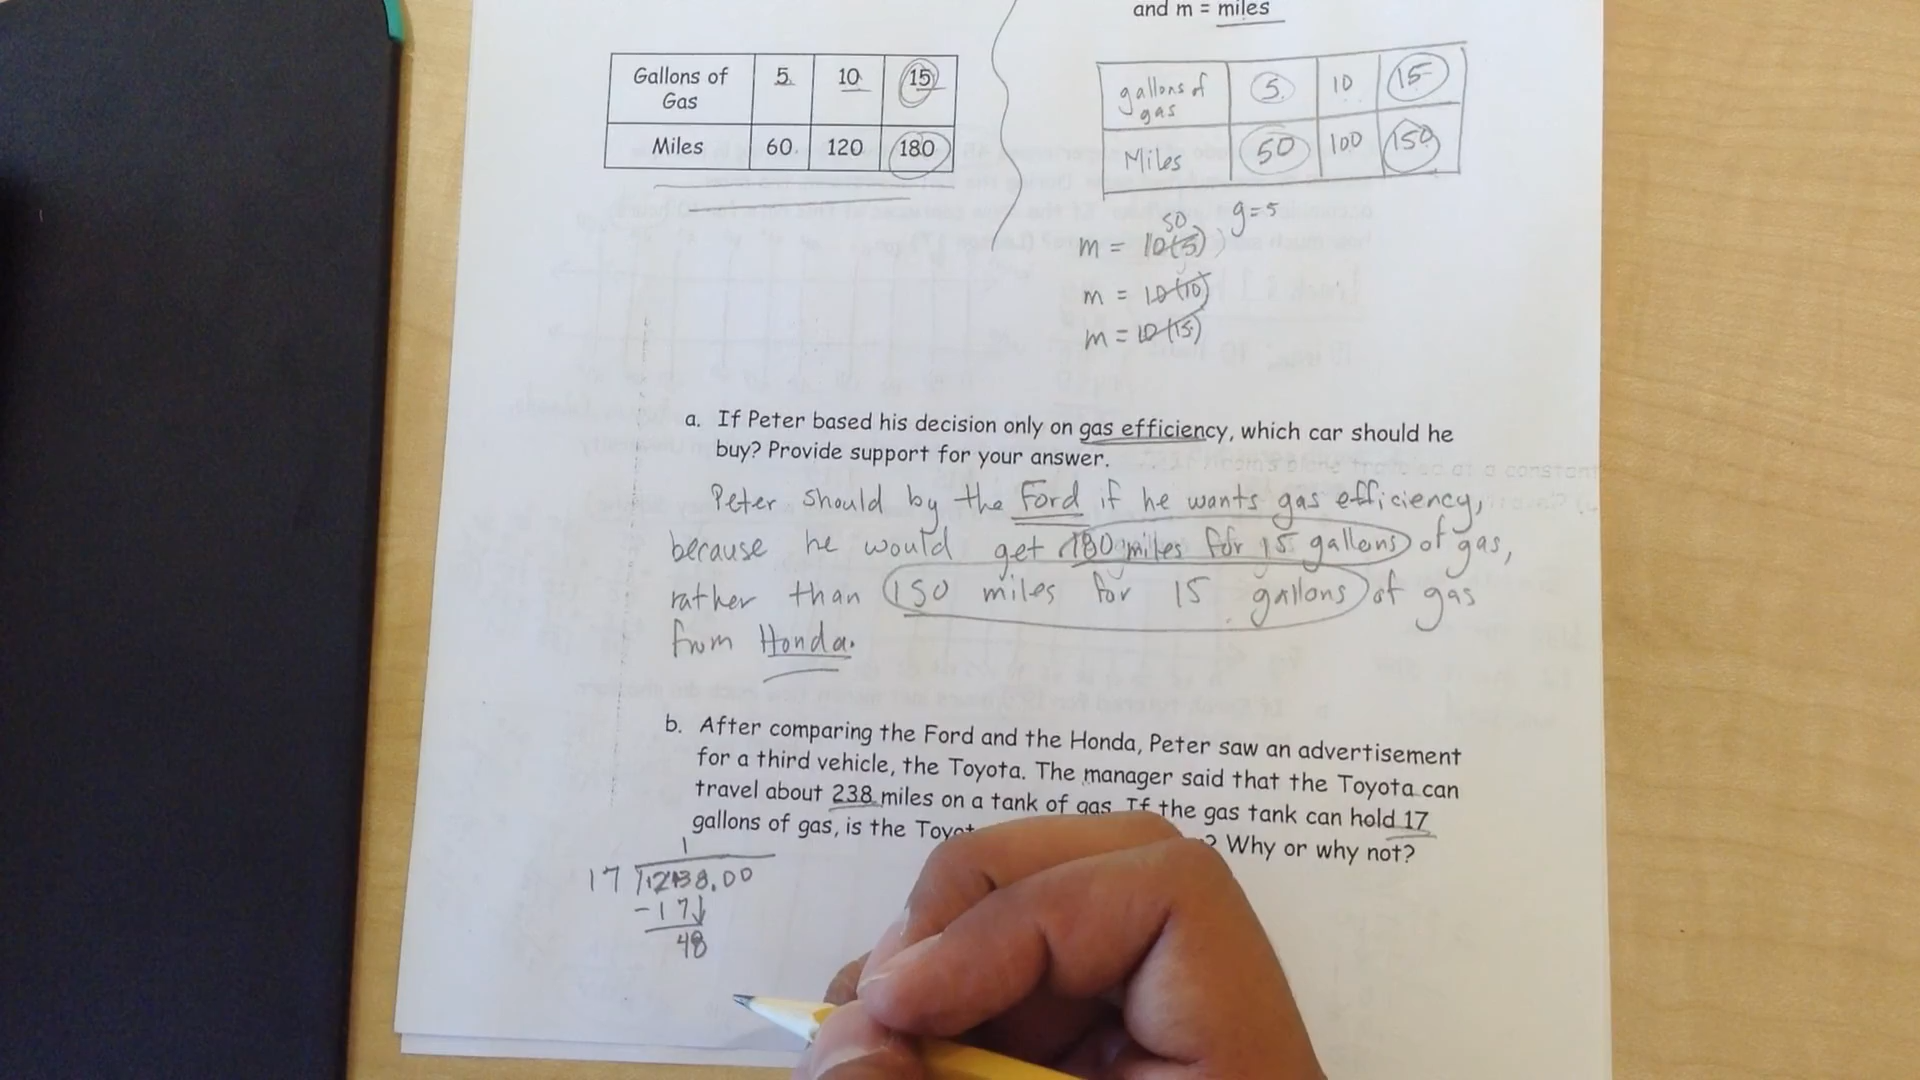 and m = miles
Gallons of Gas 5 10 15
Miles 60 120 180
gallons of gas 5 10 15
Miles 50 100 150
50 g = 5
m = 10(5)
m = 10(10)
m = 10(15)
a. If Peter based his decision only on gas efficiency, which car should he
buy? Provide support for your answer.
Peter should by the Ford if he wants gas efficiency,
because he would get 180 miles for 15 gallons of gas,
rather than 150 miles for 15 gallons of gas
from Honda.
b. After comparing the Ford and the Honda, Peter saw an advertisement
for a third vehicle, the Toyota. The manager said that the Toyota can
travel about 238 miles on a tank of gas. If the gas tank can hold 17
gallons of gas, is the ? Why or why not?
1
17 238.00
-17
48